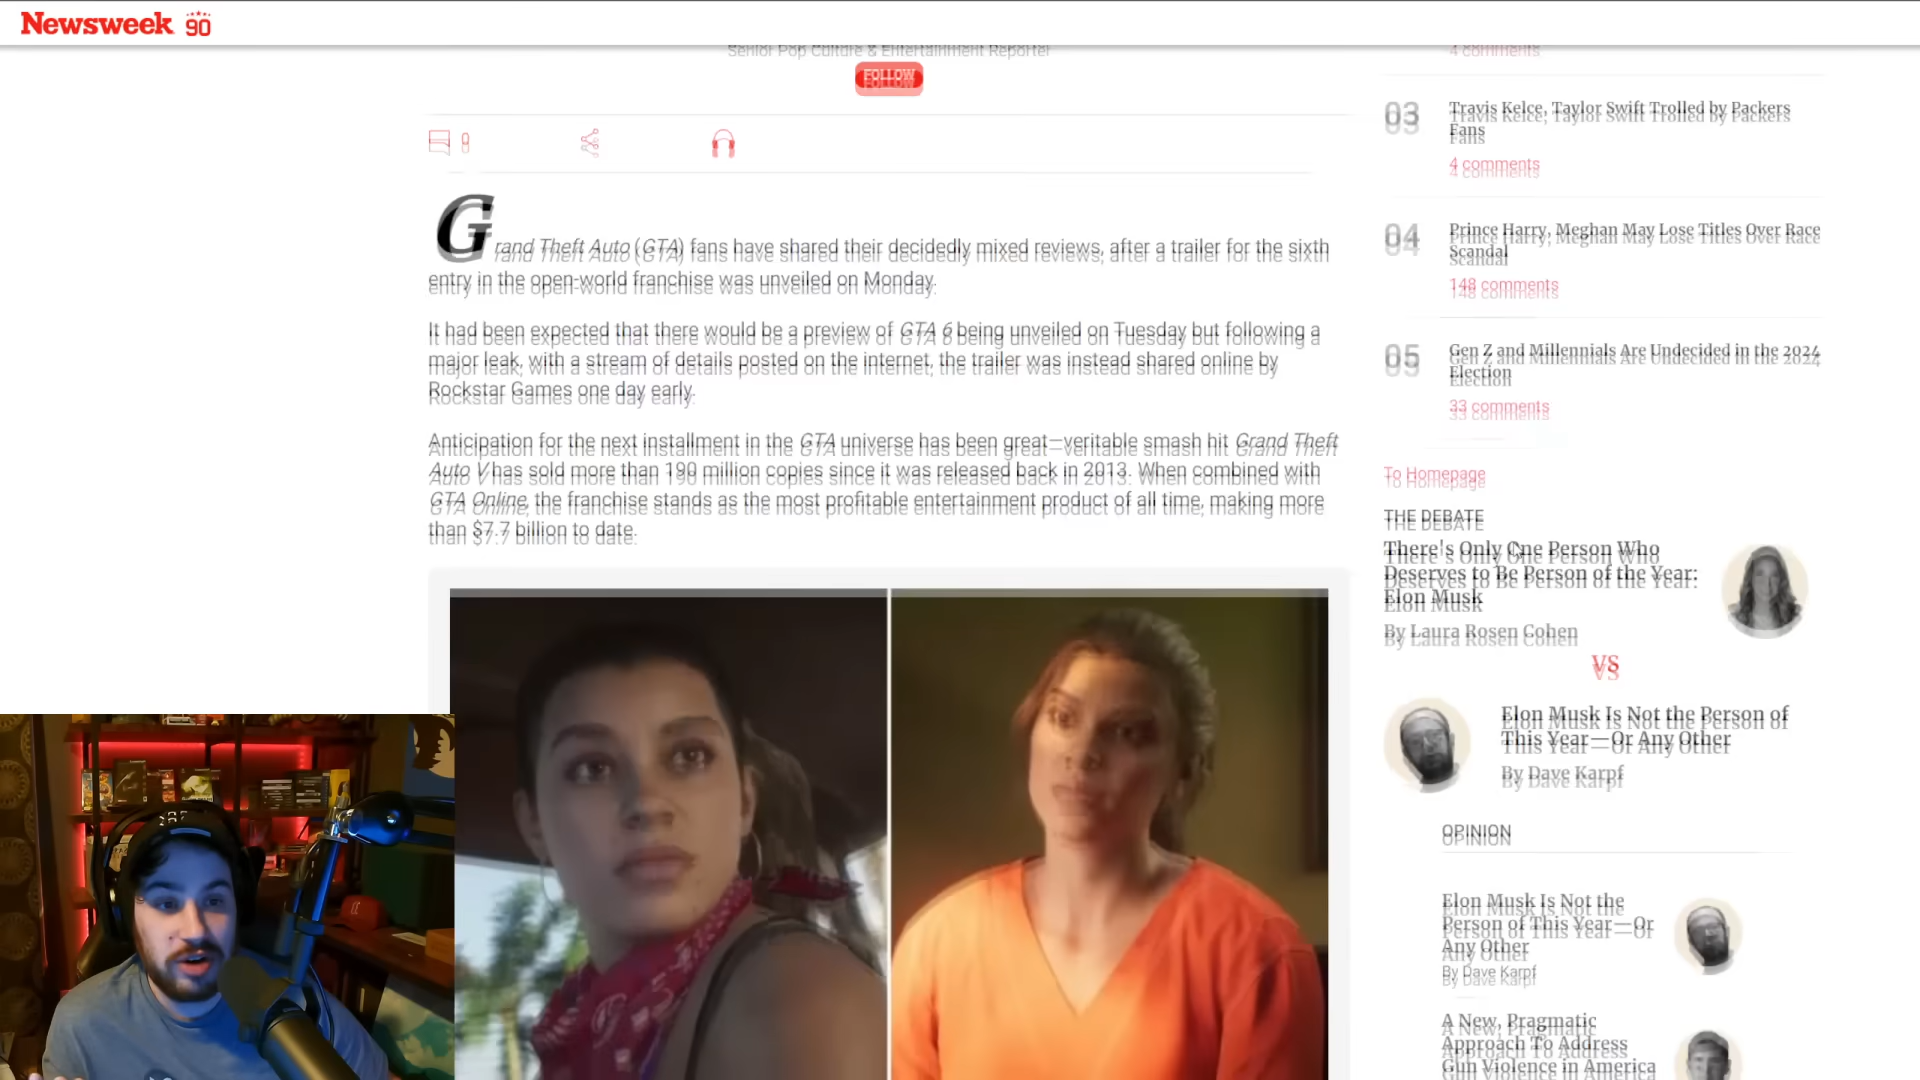 Newsweek 90
Senior Pop Culture & Entertainment Reporter
FOLLOW
Grand Theft Auto (GTA) fans have shared their decidedly mixed reviews, after a trailer for the sixth
entry in the open-world franchise was unveiled on Monday.
It had been expected that there would be a preview of GTA 6 being unveiled on Tuesday but following a
major leak, with a stream of details posted on the internet, the trailer was instead shared online by
Rockstar Games one day early.
Anticipation for the next installment in the GTA universe has been great—veritable smash hit Grand Theft
Auto V has sold more than 190 million copies since it was released back in 2013. When combined with
GTA Online, the franchise stands as the most profitable entertainment product of all time, making more
than $7.7 billion to date.
4 comments
03
Travis Kelce, Taylor Swift Trolled by Packers
Fans
4 comments
04
Prince Harry, Meghan May Lose Titles Over Race
Scandal
148 comments
05
Gen Z and Millennials Are Undecided in the 2024
Election
33 comments
To Homepage
THE DEBATE
There's Only One Person Who
Deserves to Be Person of the Year:
Elon Musk
By Laura Rosen Cohen
VS
Elon Musk Is Not the Person of
This Year—Or Any Other
By Dave Karpf
OPINION
Elon Musk Is Not the
Person of This Year—Or
Any Other
By Dave Karpf
A New, Pragmatic
Approach To Address
Gun Violence in America